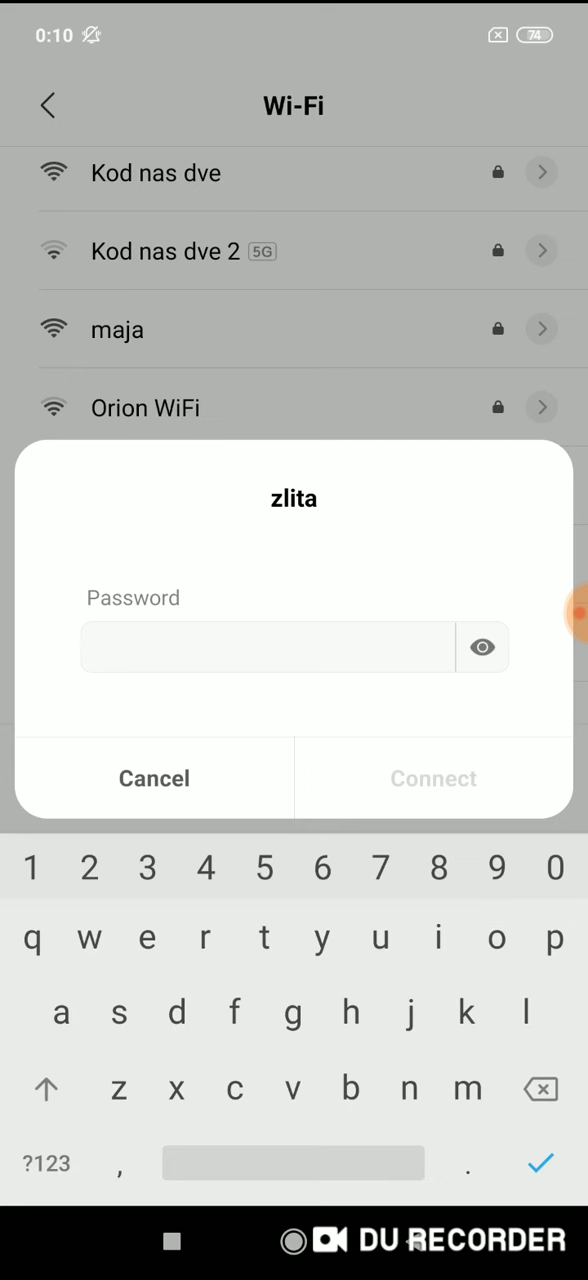 0:10 74
Wi-Fi
Kod nas dve
Kod nas dve 2 5G
maja
Orion WiFi
zlita
Password
Cancel Connect
1 2 3 4 5 6 7 8 9 0
q w e r t y u i o p
a s d f g h j k l
z x c v b n m
?123 , .
DU RECORDER